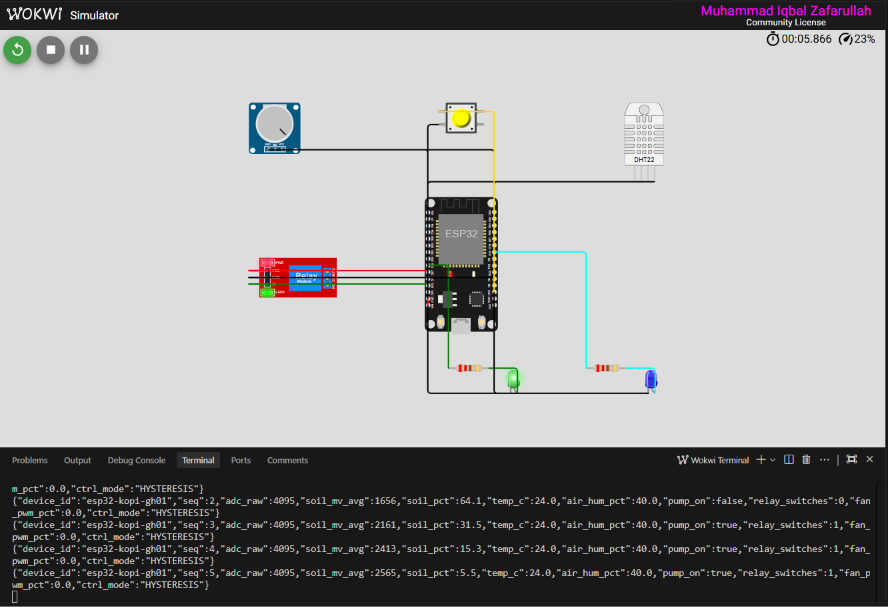 WOKWI Simulator
Muhammad Iqbal Zafarullah
Community License
00:05.866 23%
DHT22
ESP32
PWR
Relay
Module
Problems Output Debug Console Terminal Ports Comments
Wokwi Terminal
m_pct":0.0,"ctrl_mode":"HYSTERESIS"}
{"device_id":"esp32-kopi-gh01","seq":2,"adc_raw":4095,"soil_mv_avg":1656,"soil_pct":64.1,"temp_c":24.0,"air_hum_pct":40.0,"pump_on":false,"relay_switches":0,"fan
_pwm_pct":0.0,"ctrl_mode":"HYSTERESIS"}
{"device_id":"esp32-kopi-gh01","seq":3,"adc_raw":4095,"soil_mv_avg":2161,"soil_pct":31.5,"temp_c":24.0,"air_hum_pct":40.0,"pump_on":true,"relay_switches":1,"fan_
pwm_pct":0.0,"ctrl_mode":"HYSTERESIS"}
{"device_id":"esp32-kopi-gh01","seq":4,"adc_raw":4095,"soil_mv_avg":2413,"soil_pct":15.3,"temp_c":24.0,"air_hum_pct":40.0,"pump_on":true,"relay_switches":1,"fan_
pwm_pct":0.0,"ctrl_mode":"HYSTERESIS"}
{"device_id":"esp32-kopi-gh01","seq":5,"adc_raw":4095,"soil_mv_avg":2565,"soil_pct":5.5,"temp_c":24.0,"air_hum_pct":40.0,"pump_on":true,"relay_switches":1,"fan_p
wm_pct":0.0,"ctrl_mode":"HYSTERESIS"}